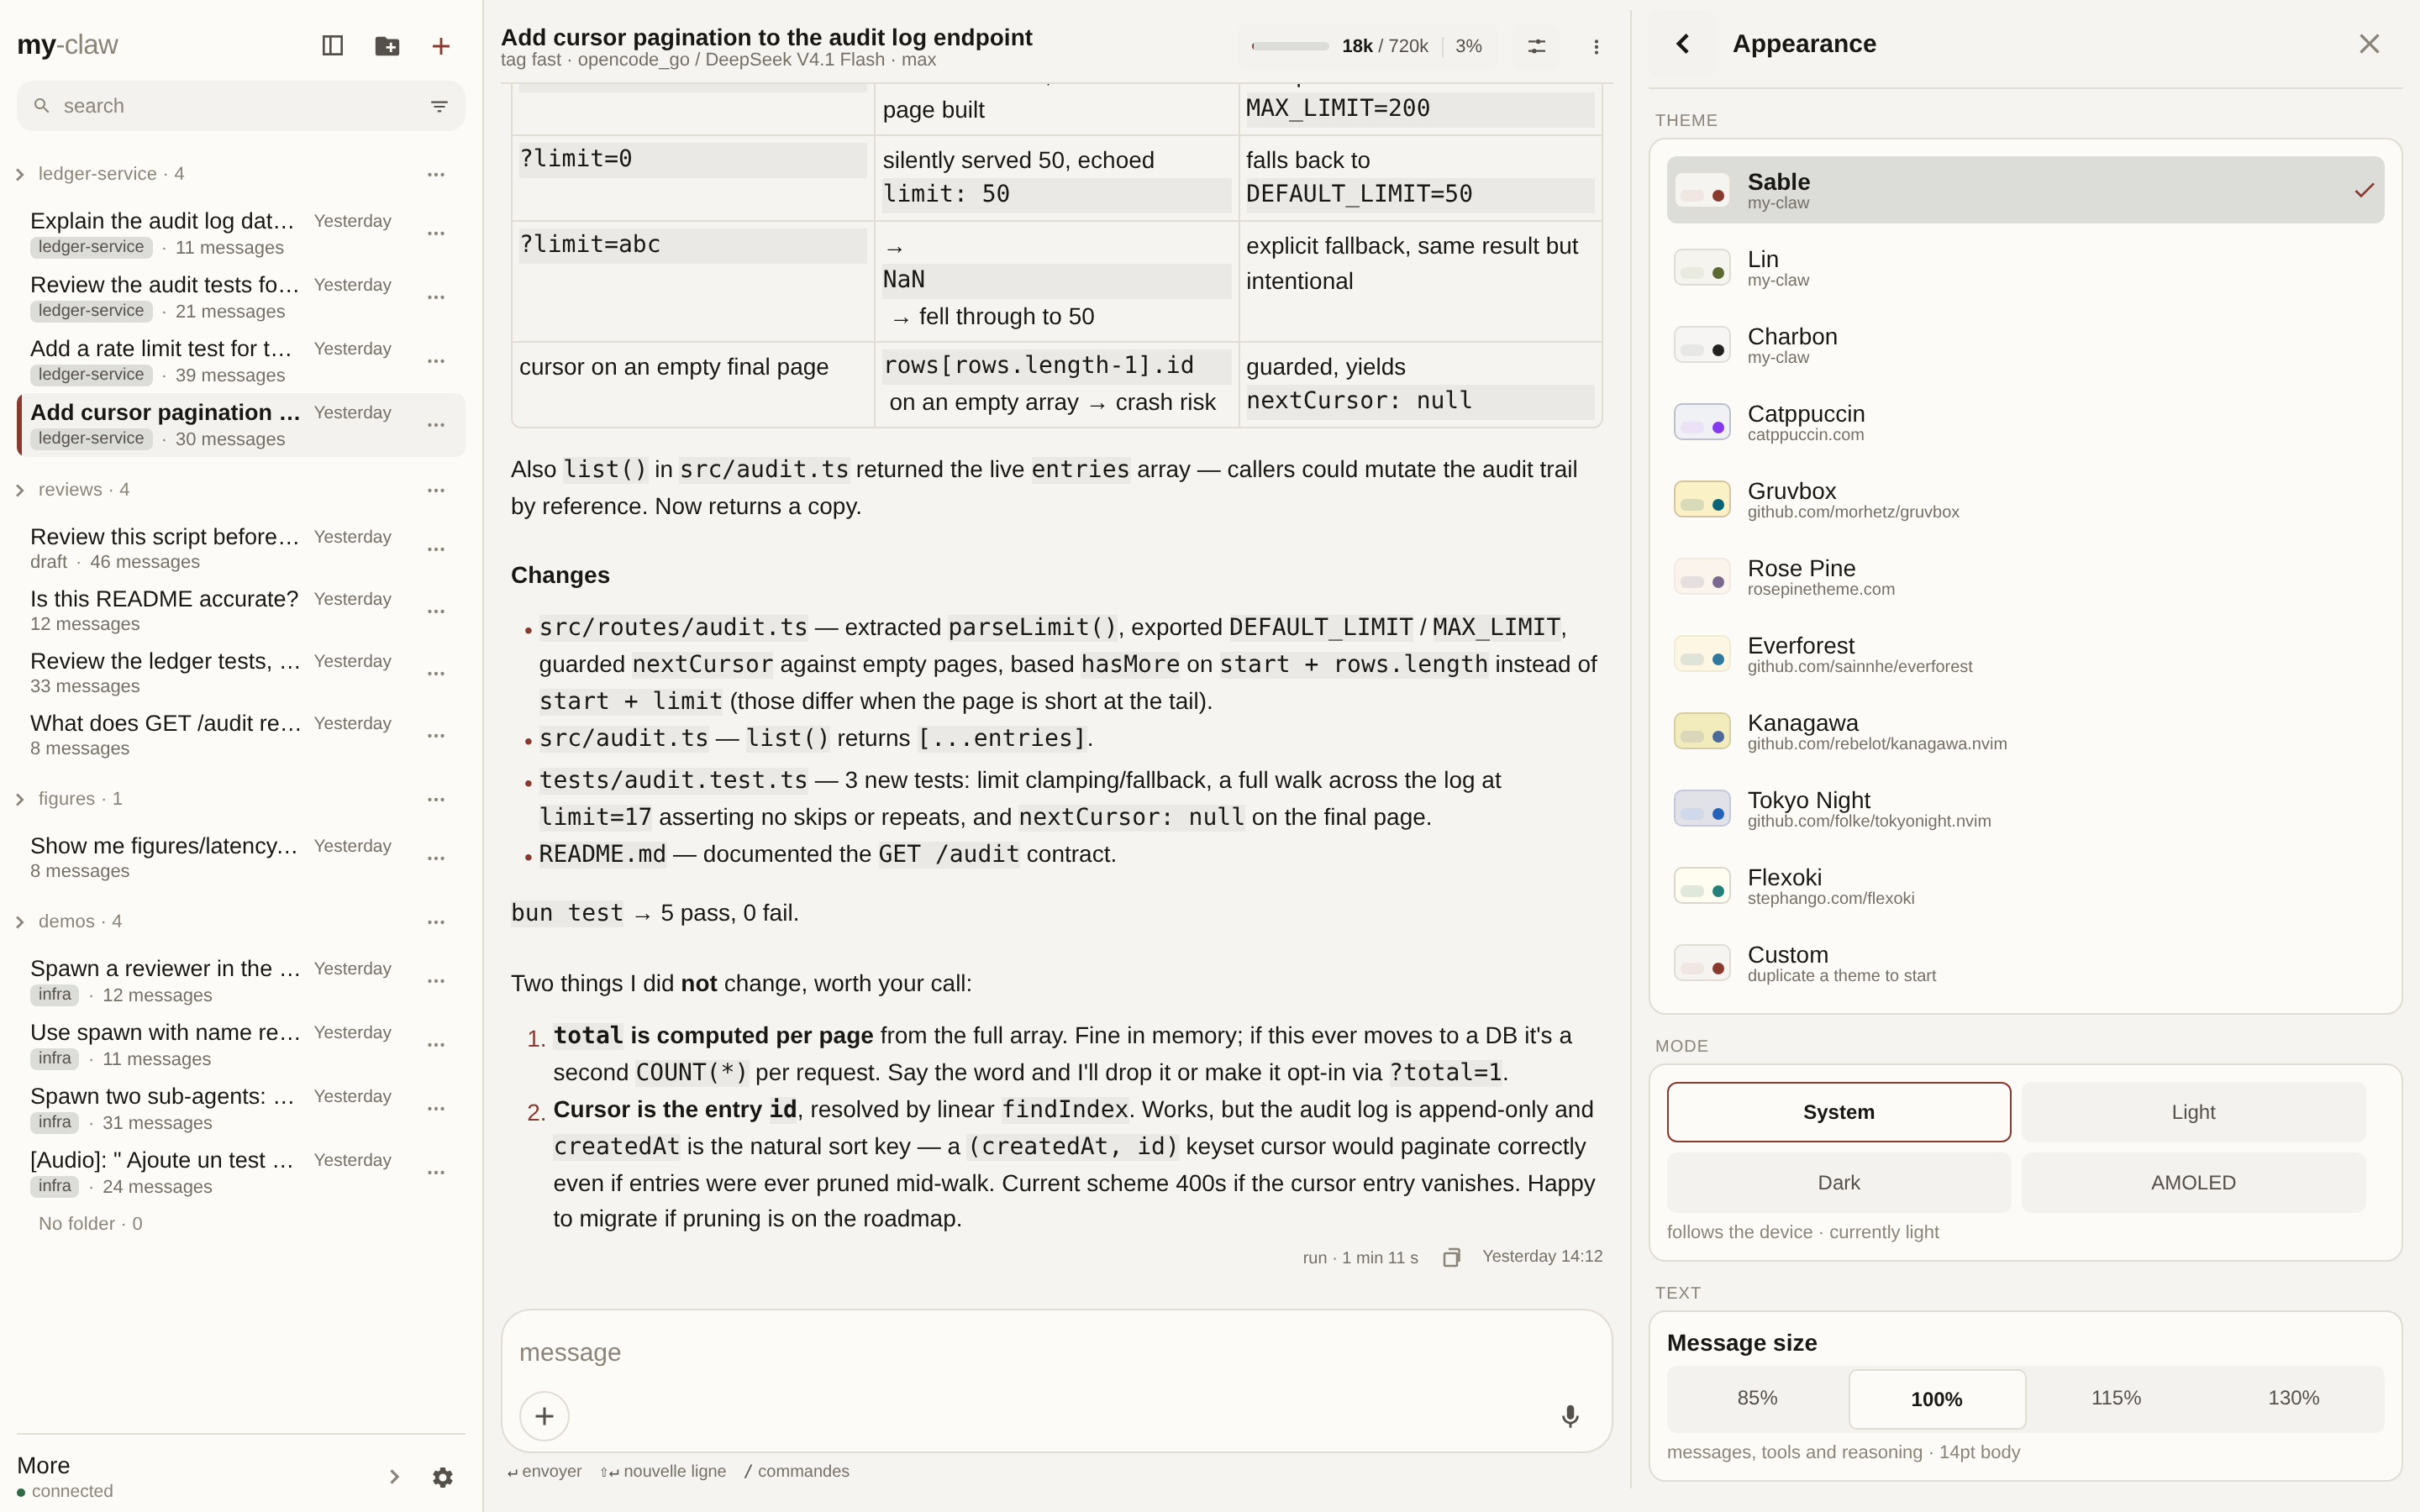 my-claw
search
ledger-service · 4
Explain the audit log dat… Yesterday
ledger-service · 11 messages
Review the audit tests fo… Yesterday
ledger-service · 21 messages
Add a rate limit test for t… Yesterday
ledger-service · 39 messages
Add cursor pagination … Yesterday
ledger-service · 30 messages
reviews · 4
Review this script before… Yesterday
draft · 46 messages
Is this README accurate? Yesterday
12 messages
Review the ledger tests, … Yesterday
33 messages
What does GET /audit re… Yesterday
8 messages
figures · 1
Show me figures/latency… Yesterday
8 messages
demos · 4
Spawn a reviewer in the … Yesterday
infra · 12 messages
Use spawn with name re… Yesterday
infra · 11 messages
Spawn two sub-agents: … Yesterday
infra · 31 messages
[Audio]: " Ajoute un test … Yesterday
infra · 24 messages
No folder · 0
More
connected
Add cursor pagination to the audit log endpoint
tag fast · opencode_go / DeepSeek V4.1 Flash · max
18k / 720k 3%
page built
MAX_LIMIT=200
?limit=0
silently served 50, echoed
limit: 50
falls back to
DEFAULT_LIMIT=50
?limit=abc
→
NaN
→ fell through to 50
explicit fallback, same result but
intentional
cursor on an empty final page
rows[rows.length-1].id
on an empty array → crash risk
guarded, yields
nextCursor: null
Also list() in src/audit.ts returned the live entries array — callers could mutate the audit trail
by reference. Now returns a copy.
Changes
• src/routes/audit.ts — extracted parseLimit(), exported DEFAULT_LIMIT / MAX_LIMIT,
guarded nextCursor against empty pages, based hasMore on start + rows.length instead of
start + limit (those differ when the page is short at the tail).
• src/audit.ts — list() returns [...entries].
• tests/audit.test.ts — 3 new tests: limit clamping/fallback, a full walk across the log at
limit=17 asserting no skips or repeats, and nextCursor: null on the final page.
• README.md — documented the GET /audit contract.
bun test → 5 pass, 0 fail.
Two things I did not change, worth your call:
1. total is computed per page from the full array. Fine in memory; if this ever moves to a DB it's a
second COUNT(*) per request. Say the word and I'll drop it or make it opt-in via ?total=1.
2. Cursor is the entry id, resolved by linear findIndex. Works, but the audit log is append-only and
createdAt is the natural sort key — a (createdAt, id) keyset cursor would paginate correctly
even if entries were ever pruned mid-walk. Current scheme 400s if the cursor entry vanishes. Happy
to migrate if pruning is on the roadmap.
run · 1 min 11 s Yesterday 14:12
message
↵ envoyer ⇧↵ nouvelle ligne / commandes
Appearance
THEME
Sable
my-claw
Lin
my-claw
Charbon
my-claw
Catppuccin
catppuccin.com
Gruvbox
github.com/morhetz/gruvbox
Rose Pine
rosepinetheme.com
Everforest
github.com/sainnhe/everforest
Kanagawa
github.com/rebelot/kanagawa.nvim
Tokyo Night
github.com/folke/tokyonight.nvim
Flexoki
stephango.com/flexoki
Custom
duplicate a theme to start
MODE
System Light
Dark AMOLED
follows the device · currently light
TEXT
Message size
85% 100% 115% 130%
messages, tools and reasoning · 14pt body